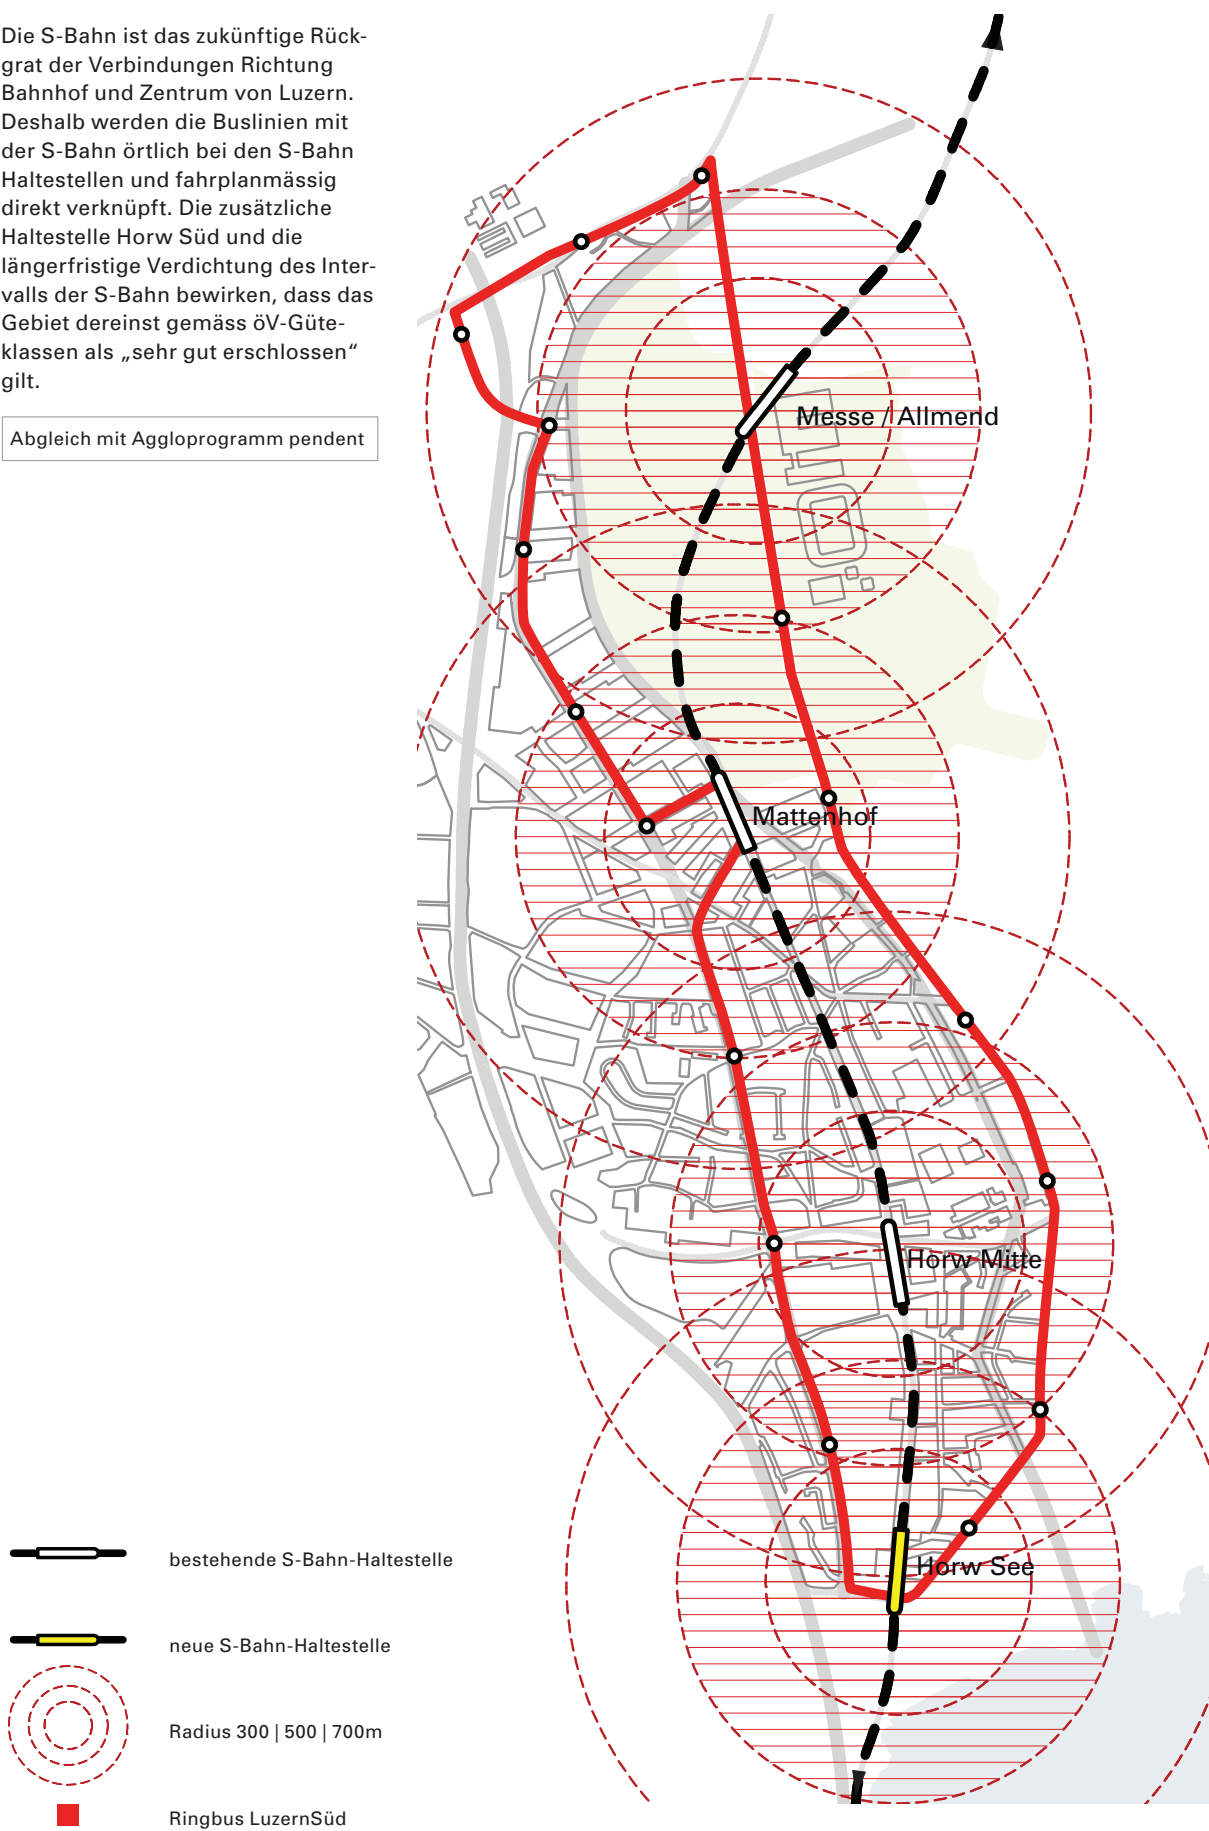 Die S-Bahn ist das zukünftige Rück-
grat der Verbindungen Richtung
Bahnhof und Zentrum von Luzern.
Deshalb werden die Buslinien mit
der S-Bahn örtlich bei den S-Bahn
Haltestellen und fahrplanmässig
direkt verknüpft. Die zusätzliche
Haltestelle Horw Süd und die
längerfristige Verdichtung des Inter-
valls der S-Bahn bewirken, dass das
Gebiet dereinst gemäss öV-Güte-
klassen als „sehr gut erschlossen“
gilt.
Abgleich mit Aggloprogramm pendent
Messe / Allmend
Mattenhof
Horw Mitte
Horw See
bestehende S-Bahn-Haltestelle
neue S-Bahn-Haltestelle
Radius 300 | 500 | 700m
Ringbus LuzernSüd